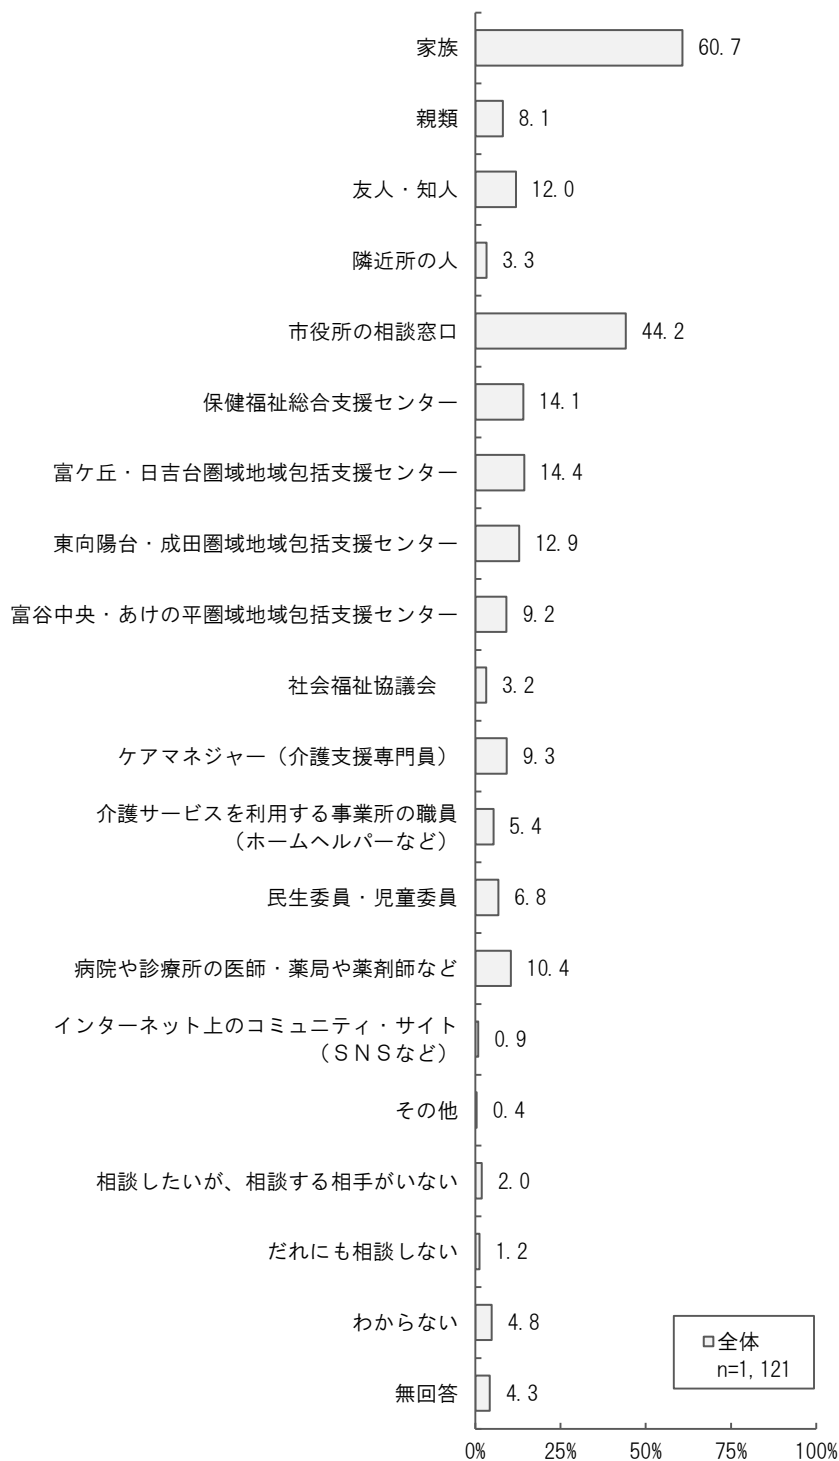 家族
60.7
親類
8.1
友人・知人
12.0
隣近所の人
3.3
市役所の相談窓口
44.2
保健福祉総合支援センター
14.1
富ケ丘・日吉台圏域地域包括支援センター
14.4
東向陽台・成田圏域地域包括支援センター
12.9
富谷中央・あけの平圏域地域包括支援センター
9.2
社会福祉協議会
3.2
ケアマネジャー（介護支援専門員）
9.3
介護サービスを利用する事業所の職員
（ホームヘルパーなど）
5.4
民生委員・児童委員
6.8
病院や診療所の医師・薬局や薬剤師など
10.4
インターネット上のコミュニティ・サイト
（ＳＮＳなど）
0.9
その他
0.4
相談したいが、相談する相手がいない
2.0
だれにも相談しない
1.2
わからない
4.8
無回答
4.3
全体
n=1,121
0% 25% 50% 75% 100%